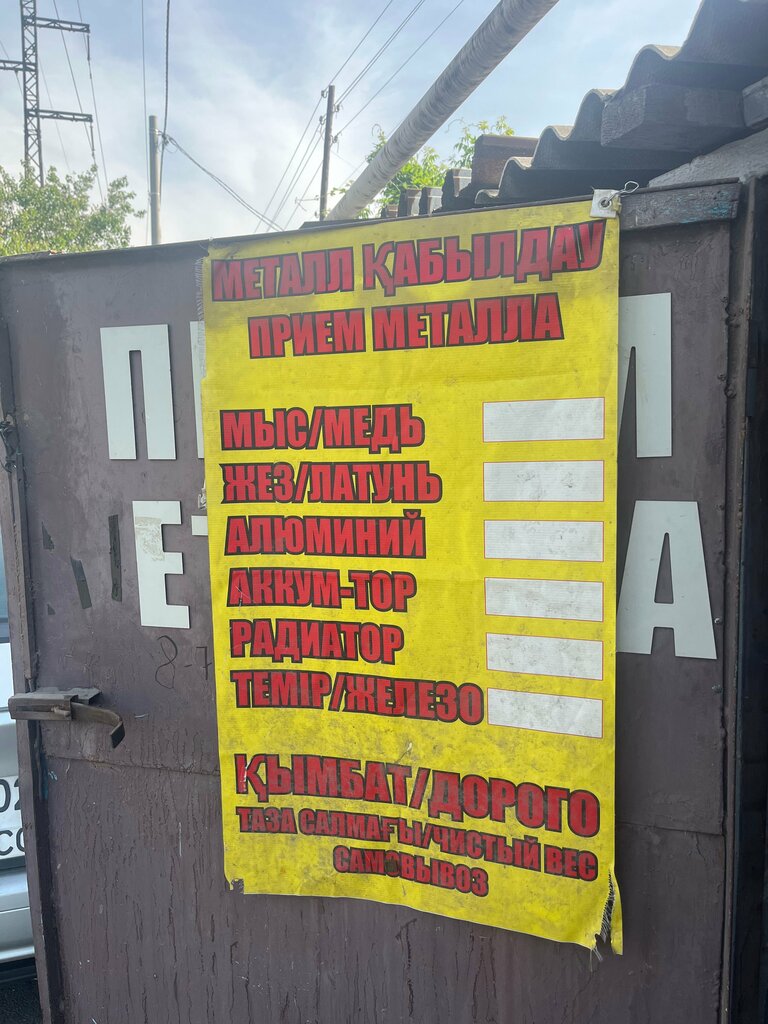 МЕТАЛЛ ҚАБЫЛДАУ
ПРИЕМ МЕТАЛЛА
МЫС/МЕДЬ
ЖЕЗ/ЛАТУНЬ
АЛЮМИНИЙ
АККУМ-ТОР
РАДИАТОР
ТЕМІР/ЖЕЛЕЗО
ҚЫМБАТ/ДОРОГО
ТАЗА САЛМАҒЫ/ЧИСТЫЙ ВЕС
САМОВЫВОЗ